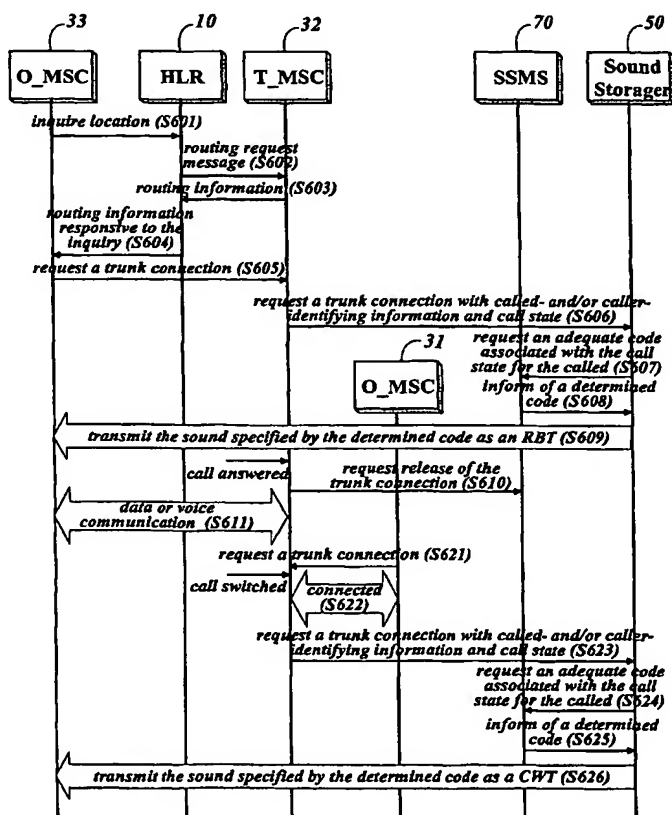 33
10
32
70
50
O_MSC
HLR
T_MSC
SSMS
Sound
Storager
inquire location (S601)
routing request
message (S602)
routing information (S603)
routing information
responsive to the
inquiry (S604)
request a trunk connection (S605)
request a trunk connection with called- and/or caller-
identifying information and call state (S606)
31
request an adequate code
associated with the call
state for the called (S607)
O_MSC
inform of a determined
code (S608)
transmit the sound specified by the determined code as an RBT (S609)
call answered
request release of the
trunk connection (S610)
data or voice
communication (S611)
request a trunk connection (S621)
call switched
connected
(S622)
request a trunk connection with called- and/or caller-
identifying information and call state (S623)
request an adequate code
associated with the call
state for the called (S624)
inform of a determined
code (S625)
transmit the sound specified by the determined code as a CWT (S626)